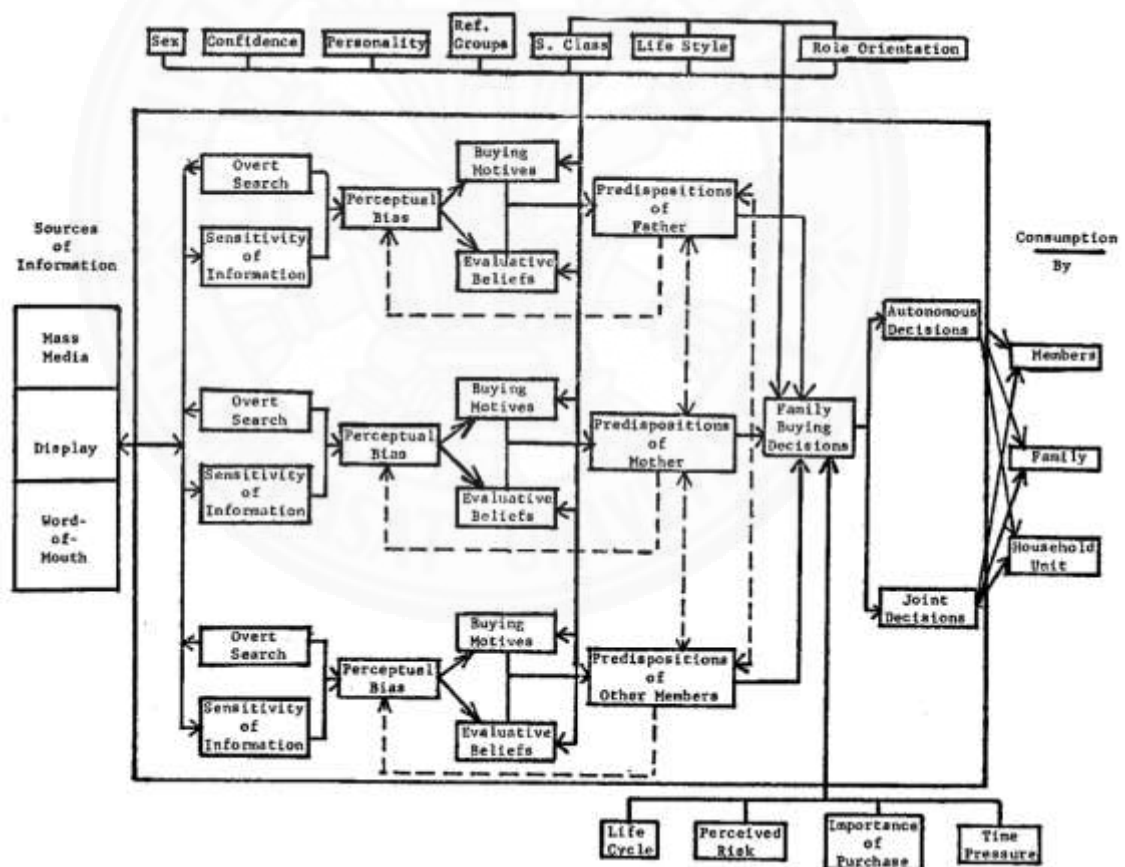 Sex
Confidence
Personality
Ref.
Groups
S. Class
Life Style
Role Orientation
Sources
of
Information
Mass
Media
Display
Word-
of-
Mouth
Overt
Search
Sensitivity
of
Information
Perceptual
Bias
Buying
Motives
Evaluative
Beliefs
Predispositions
of
Father
Overt
Search
Sensitivity
of
Information
Perceptual
Bias
Buying
Motives
Evaluative
Beliefs
Predispositions
of
Mother
Overt
Search
Sensitivity
of
Information
Perceptual
Bias
Buying
Motives
Evaluative
Beliefs
Predispositions
of
Other Members
Family
Buying
Decisions
Autonomous
Decisions
Joint
Decisions
Consumption
By
Members
Family
Household
Unit
Life
Cycle
Perceived
Risk
Importance
of
Purchase
Time
Pressure